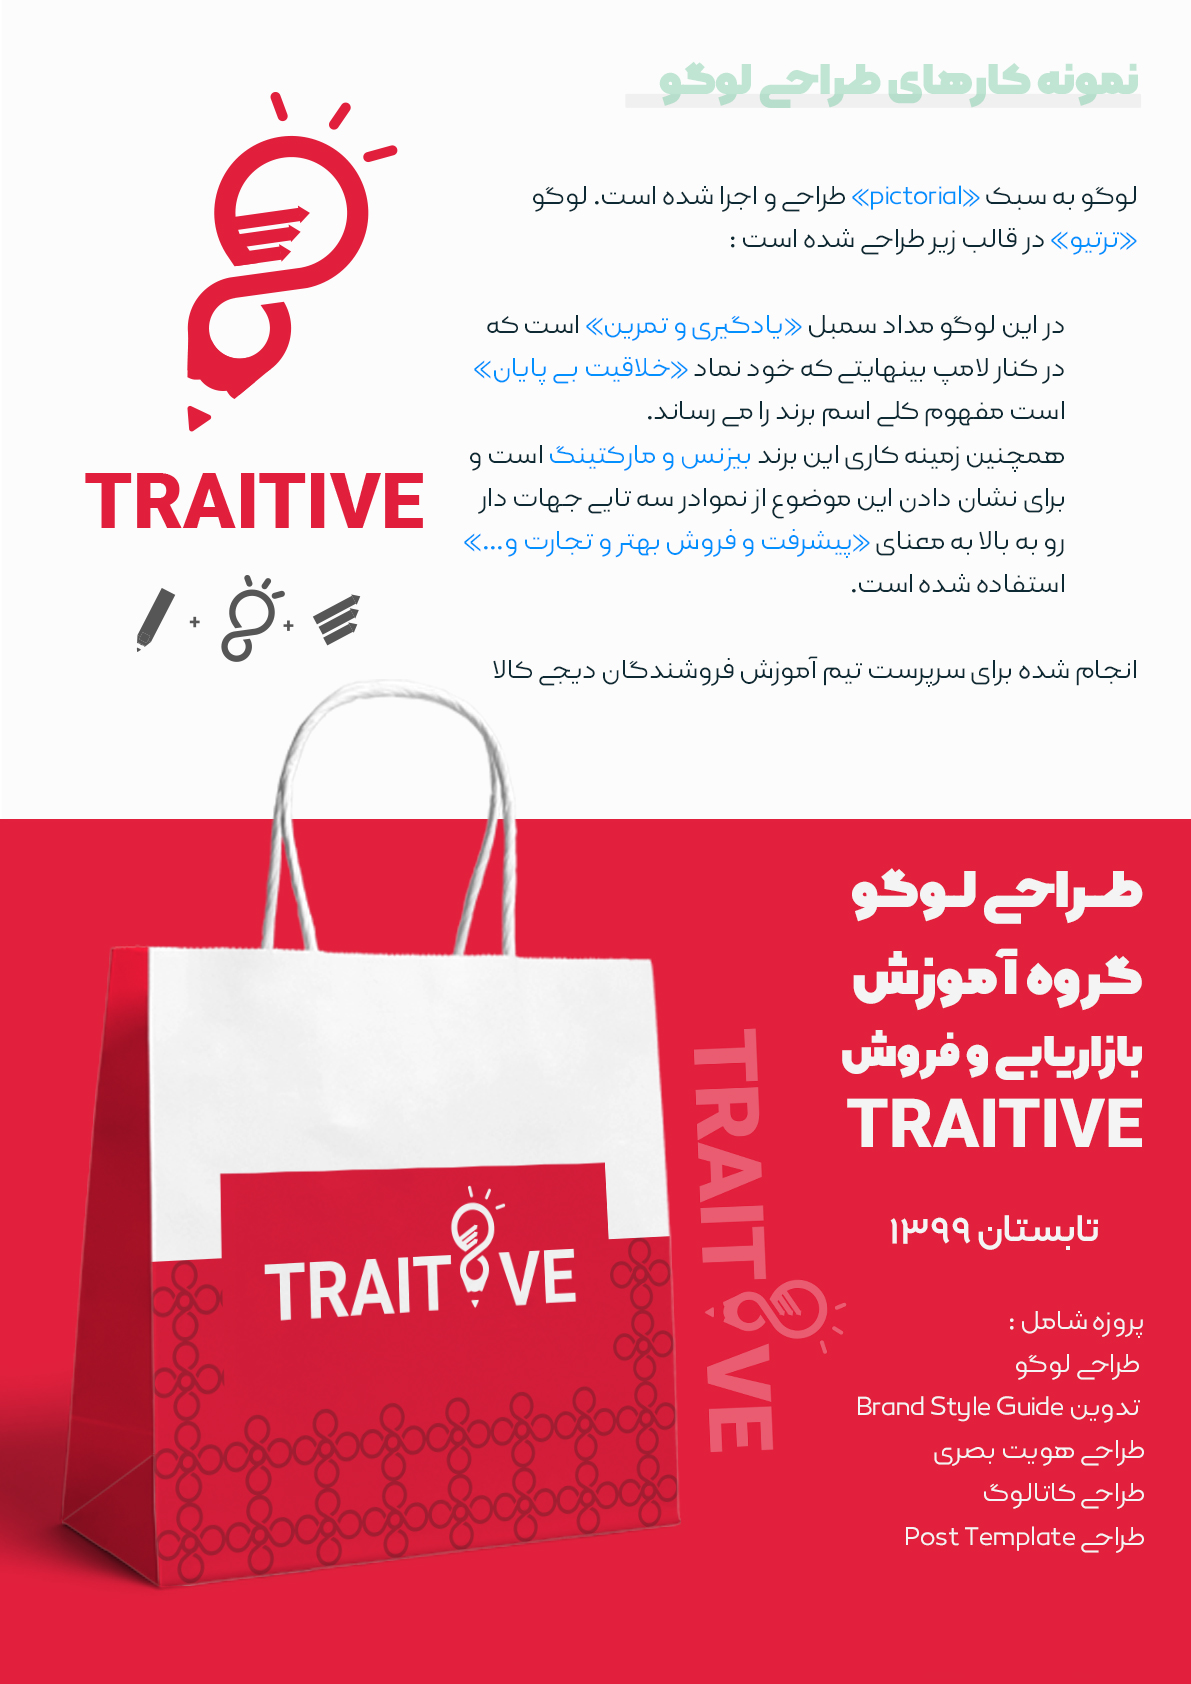 نمونه کارهای طراحی لوگو
لوگو به سبک «pictorial» طراحی و اجرا شده است. لوگو
«ترتیو» در قالب زیر طراحی شده است :
در این لوگو مداد سمبل «یادگیری و تمرین» است که
در کنار لامپ بینهایتی که خود نماد «خلاقیت بی پایان»
است مفهوم کلی اسم برند را می رساند.
همچنین زمینه کاری این برند بیزنس و مارکتینگ است و
برای نشان دادن این موضوع از نموادر سه تایی جهات دار
رو به بالا به معنای «پیشرفت و فروش بهتر و تجارت و...»
استفاده شده است.
انجام شده برای سرپرست تیم آموزش فروشندگان دیجی کالا
TRAITIVE
+ +
طراحی لوگو
گروه آموزش
بازاریابی و فروش
TRAITIVE
تابستان ۱۳۹۹
پروزه شامل :
طراحی لوگو
تدوین Brand Style Guide
طراحی هویت بصری
طراحی کاتالوگ
طراحی Post Template
TRAITIVE
TRAITIVE